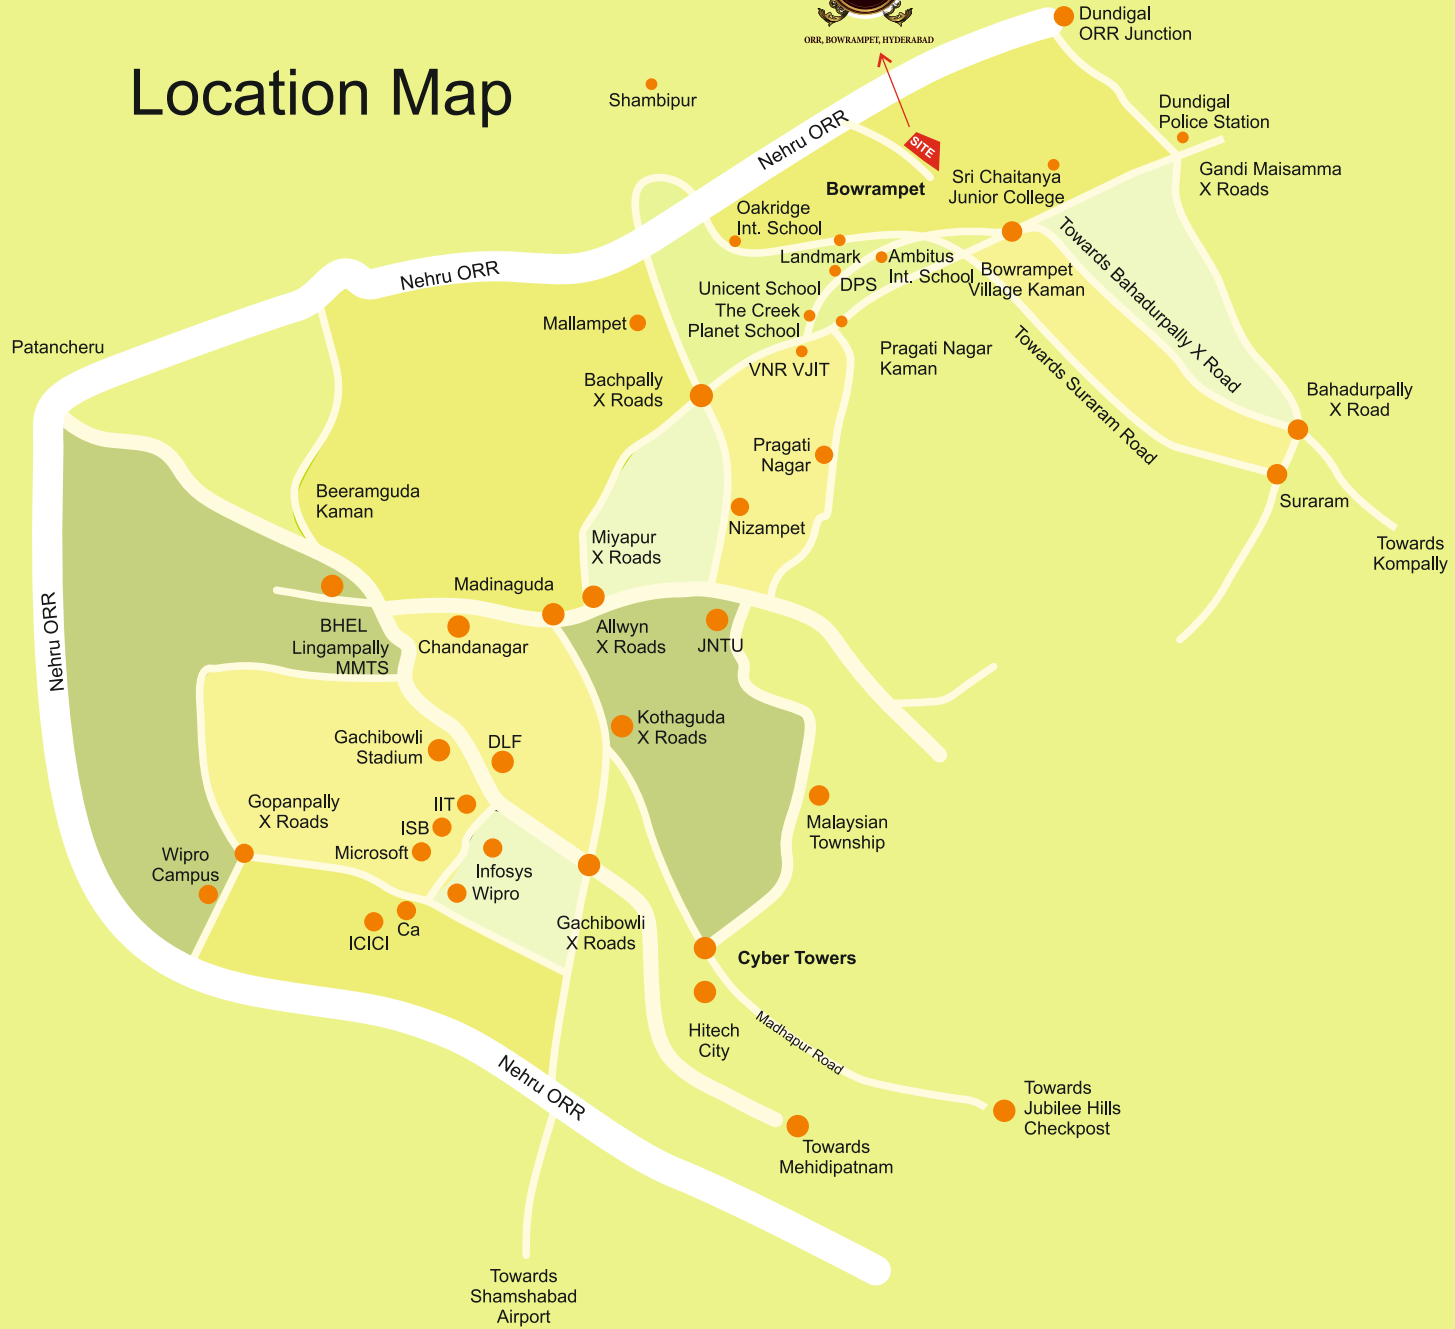 ORR, BOWRAMPET, HYDERABAD
Dundigal
ORR Junction
Location Map
Shambipur
Dundigal
Police Station
Nehru ORR
SITE
Gandi Maisamma
X Roads
Sri Chaitanya
Junior College
Bowrampet
Oakridge
Int. School
Landmark
Ambitus
Int. School
Bowrampet
Village Kaman
Towards Bahadurpally X Road
Nehru ORR
Unicent School
DPS
The Creek
Planet School
Mallampet
Patancheru
VNR VJIT
Pragati Nagar
Kaman
Towards Suraram Road
Bachpally
X Roads
Bahadurpally
X Road
Pragati
Nagar
Beeramguda
Kaman
Suraram
Nizampet
Miyapur
X Roads
Towards
Kompally
Madinaguda
Nehru ORR
BHEL
Lingampally
MMTS
Chandanagar
Allwyn
X Roads
JNTU
Kothaguda
X Roads
Gachibowli
Stadium
DLF
Gopanpally
X Roads
IIT
ISB
Microsoft
Malaysian
Township
Wipro
Campus
Infosys
Wipro
Ca
ICICI
Gachibowli
X Roads
Cyber Towers
Hitech
City
Madhapur Road
Nehru ORR
Towards
Jubilee Hills
Checkpost
Towards
Mehidipatnam
Towards
Shamshabad
Airport